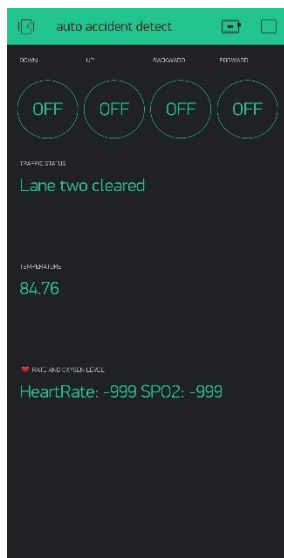 auto accident detect
DOWN UP BACKWARD FORWARD
OFF OFF OFF OFF
TRAFFIC STATUS
Lane two cleared
TEMPERATURE
84.76
❤ RATE AND OXYGEN LEVEL
HeartRate: -999 SPO2: -999